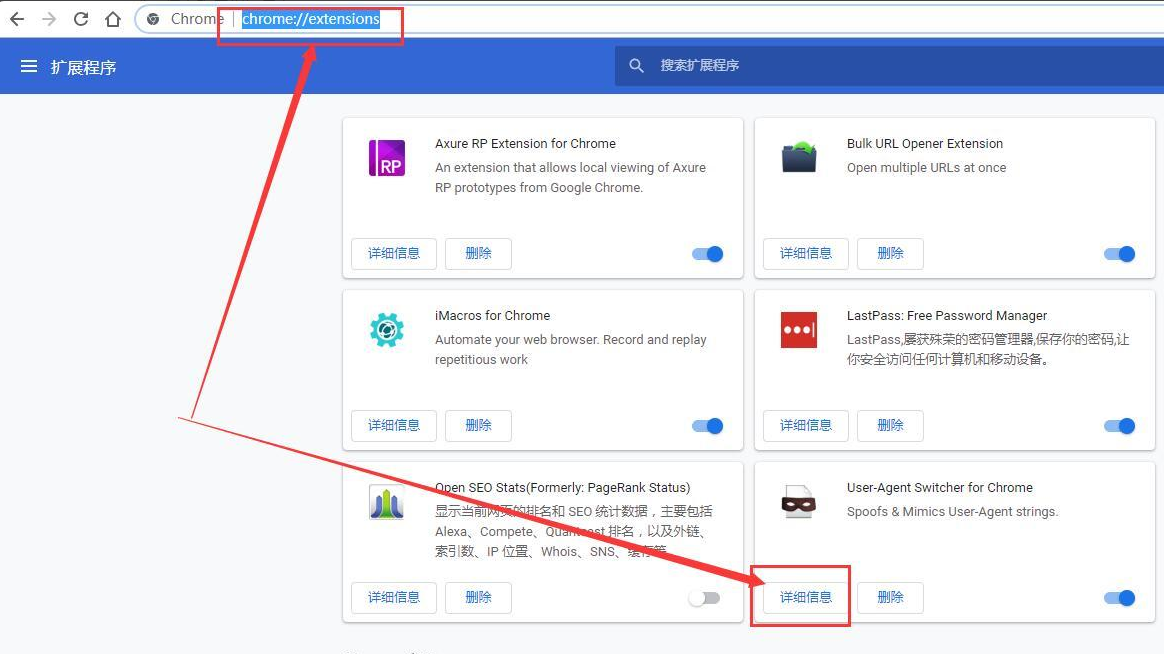 Chrome | chrome://extensions
扩展程序
搜索扩展程序
Axure RP Extension for Chrome
An extension that allows local viewing of Axure
RP prototypes from Google Chrome.
RP
详细信息
删除
Bulk URL Opener Extension
Open multiple URLs at once
详细信息
删除
iMacros for Chrome
Automate your web browser. Record and replay
repetitious work
详细信息
删除
LastPass: Free Password Manager
LastPass,屡获殊荣的密码管理器,保存你的密码,让
你安全访问任何计算机和移动设备。
详细信息
删除
Open SEO Stats(Formerly: PageRank Status)
显示当前网页的排名和 SEO 统计数据，主要包括
Alexa、Compete、Quantcast 排名，以及外链、
索引数、IP 位置、Whois、SNS、缓存等
详细信息
删除
User-Agent Switcher for Chrome
Spoofs & Mimics User-Agent strings.
详细信息
删除